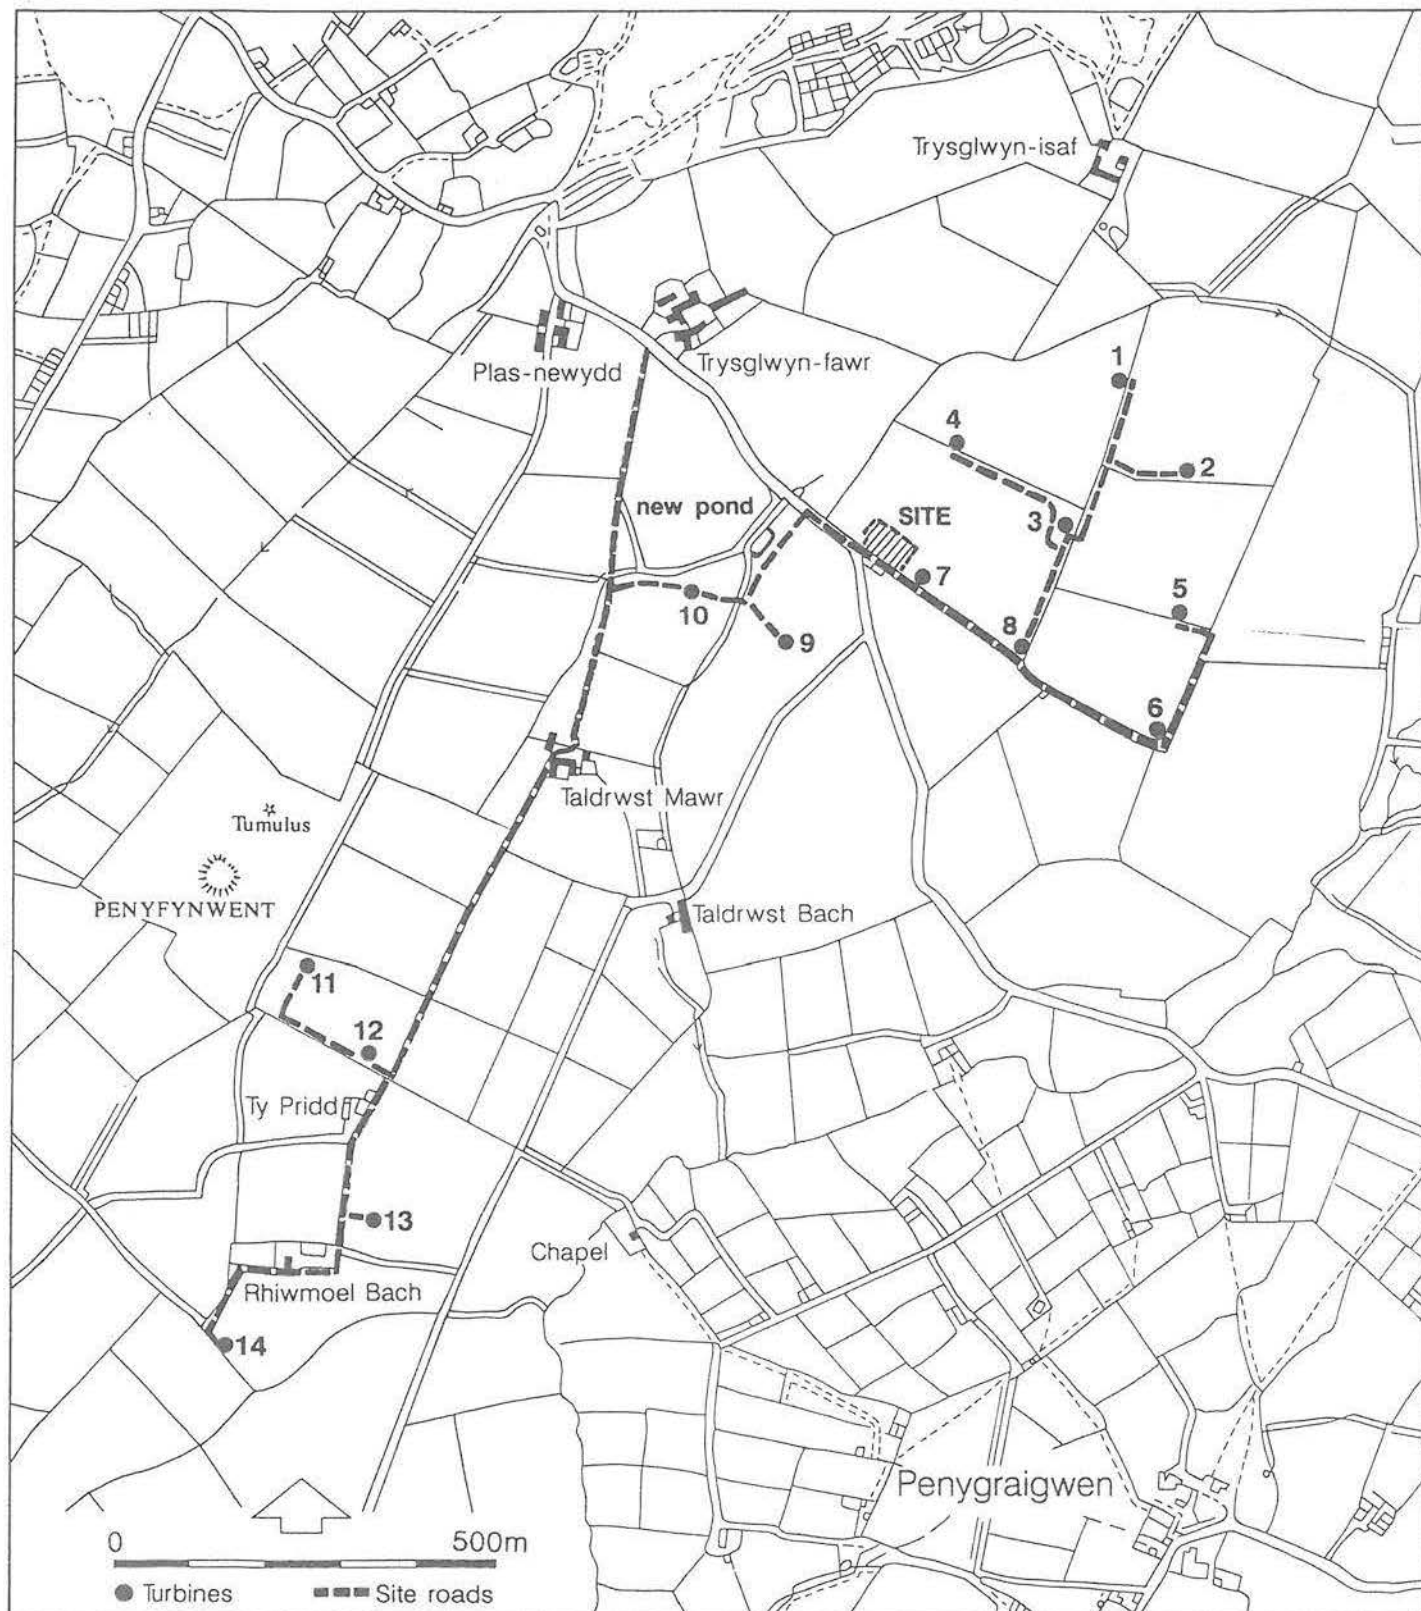 Trysglwyn-isaf
Plas-newydd
Trysglwyn-fawr
1
4
2
new pond
SITE
3
7
5
10
8
9
6
Taldrwst Mawr
Tumulus
PENYFYNWENT
Taldrwst Bach
11
12
Ty Pridd
13
Chapel
Rhiwmoel Bach
14
Penygraigwen
0 500m
Turbines Site roads